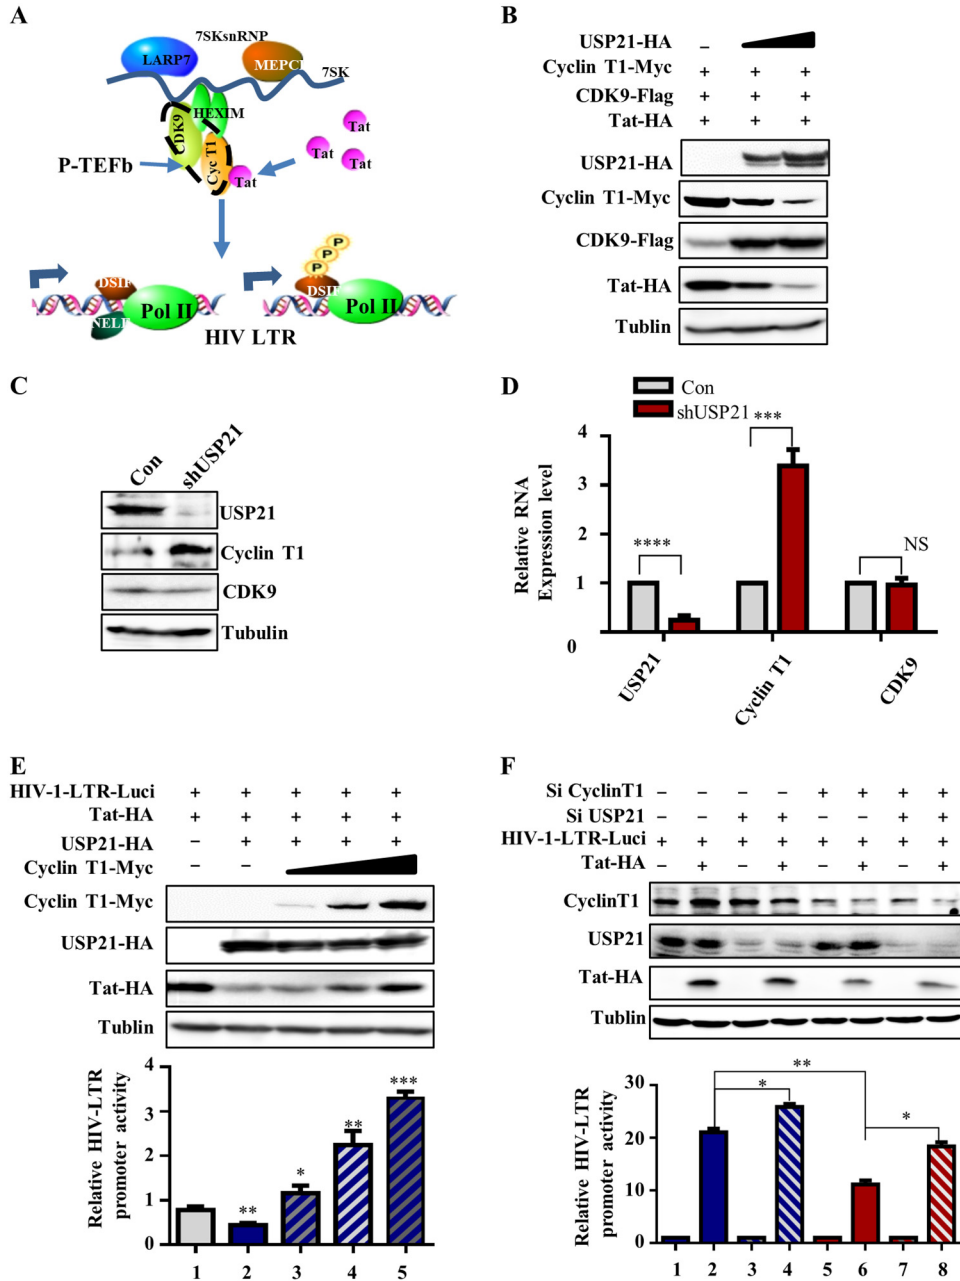 A
7SKsnRNP
LARP7
MEPCE
7SK
HEXIM
CDK9
Cyc T1
Tat
Tat
Tat
Tat
P-TEFb
DSIF
NELF
Pol II
P
P
P
DSIF
Pol II
HIV LTR
B
USP21-HA –
Cyclin T1-Myc + + +
CDK9-Flag + + +
Tat-HA + + +
USP21-HA
Cyclin T1-Myc
CDK9-Flag
Tat-HA
Tublin
C
Con shUSP21
USP21
Cyclin T1
CDK9
Tubulin
D
Con
shUSP21
Relative RNA
Expression level
4
3
2
1
0
****
***
NS
USP21
Cyclin T1
CDK9
E
HIV-1-LTR-Luci + + + + +
Tat-HA + + + + +
USP21-HA – + + + +
Cyclin T1-Myc – –
Cyclin T1-Myc
USP21-HA
Tat-HA
Tublin
Relative HIV-LTR
promoter activity
4
3
2
1
0
**
*
**
***
1 2 3 4 5
F
Si CyclinT1 – – – – + + + +
Si USP21 – – + + – – + +
HIV-1-LTR-Luci + + + + + + + +
Tat-HA – + – + – + – +
CyclinT1
USP21
Tat-HA
Tublin
Relative HIV-LTR
promoter activity
30
20
10
0
**
*
*
1 2 3 4 5 6 7 8